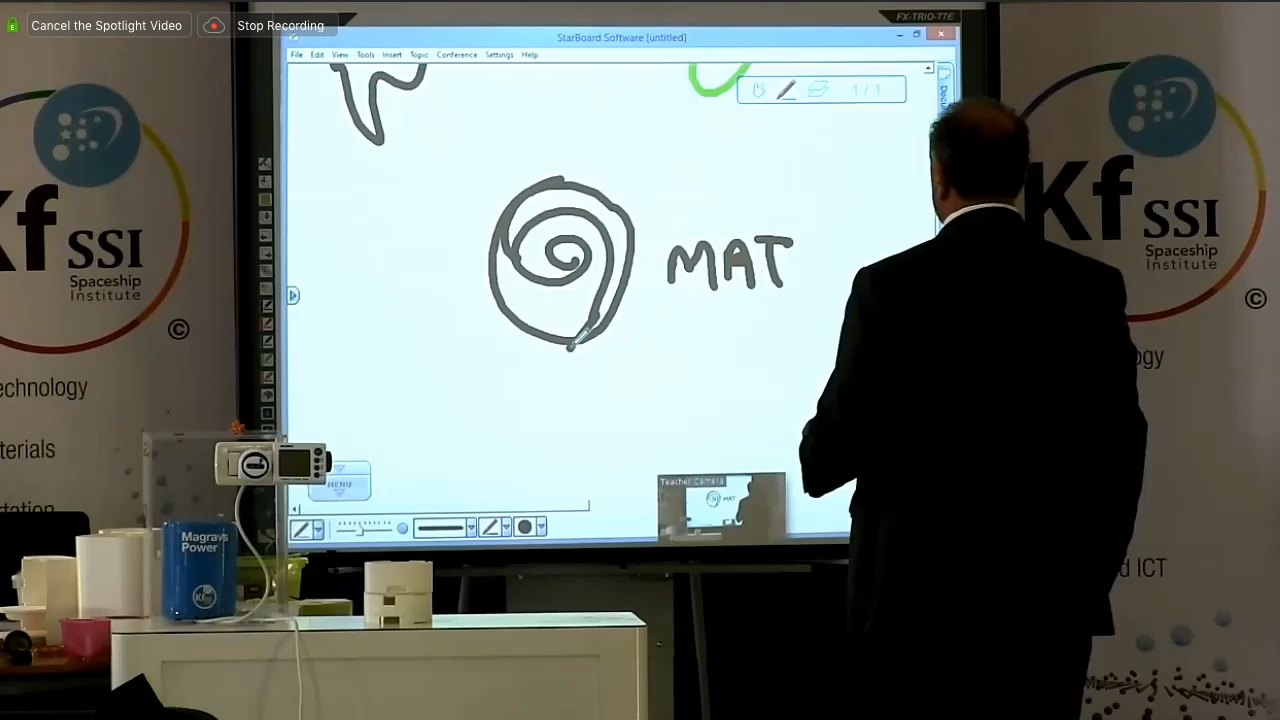 Cancel the Spotlight Video
Stop Recording
FX-TRIO-77E
StarBoard Software [untitled]
File Edit View Tools Insert Topic Conference Settings Help
1 / 1
MAT
Kf SSI
Spaceship
Institute
©
echnology
terials
Kf SSI
Spaceship
Institute
©
ogy
d ICT
MENU
Teacher Camera
MAT
Magravs
Power
Kf